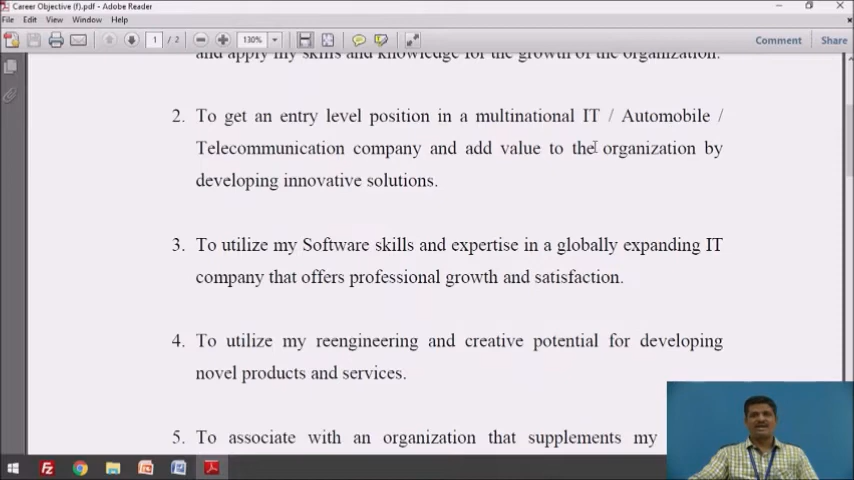 Career Objective (f).pdf - Adobe Reader
File Edit View Window Help
1 / 2 130% Comment Share
and apply my skills and knowledge for the growth of the organization.
2. To get an entry level position in a multinational IT / Automobile /
Telecommunication company and add value to the organization by
developing innovative solutions.
3. To utilize my Software skills and expertise in a globally expanding IT
company that offers professional growth and satisfaction.
4. To utilize my reengineering and creative potential for developing
novel products and services.
5. To associate with an organization that supplements my